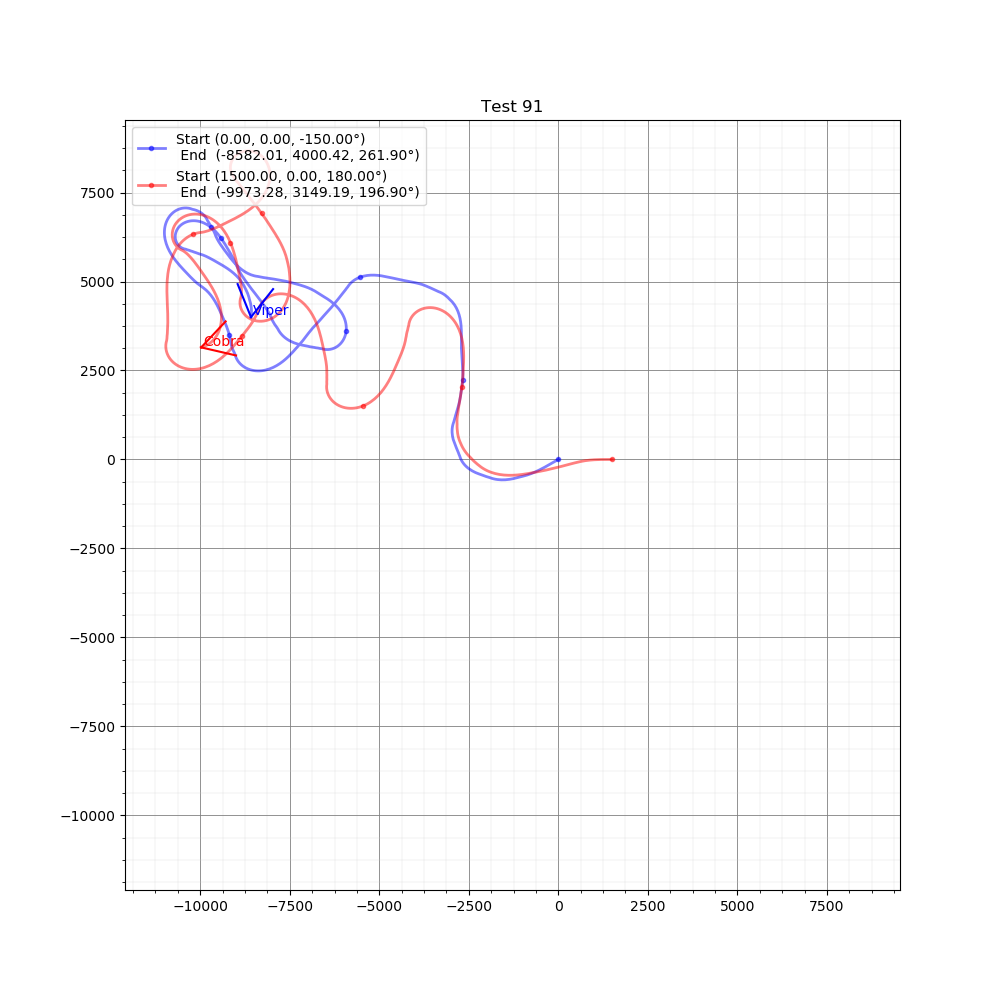 Test 91
Start (0.00, 0.00, -150.00°)
End (-8582.01, 4000.42, 261.90°)
Start (1500.00, 0.00, 180.00°)
End (-9973.28, 3149.19, 196.90°)
7500
5000
2500
0
−2500
−5000
−7500
−10000
Viper
Cobra
−10000 −7500 −5000 −2500 0 2500 5000 7500